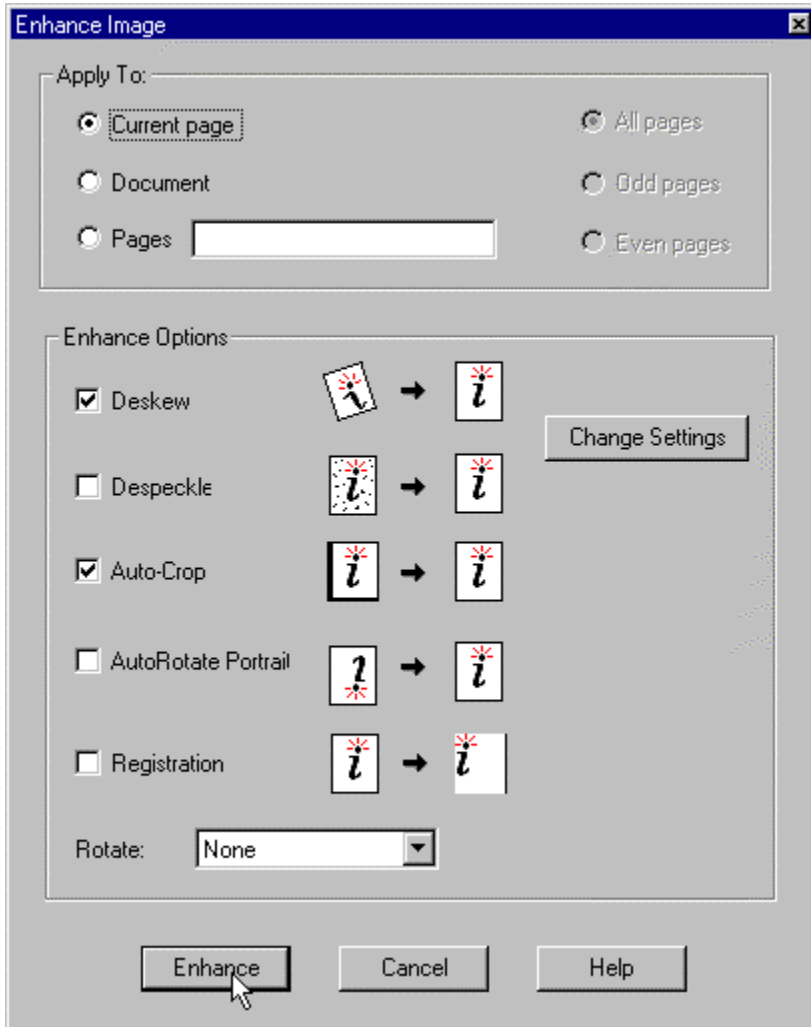 Enhance Image
Apply To:
Current page
All pages
Document
Odd pages
Pages
Even pages
Enhance Options
Deskew
Change Settings
Despeckle
Auto-Crop
AutoRotate Portrait
Registration
Rotate: None
Enhance Cancel Help